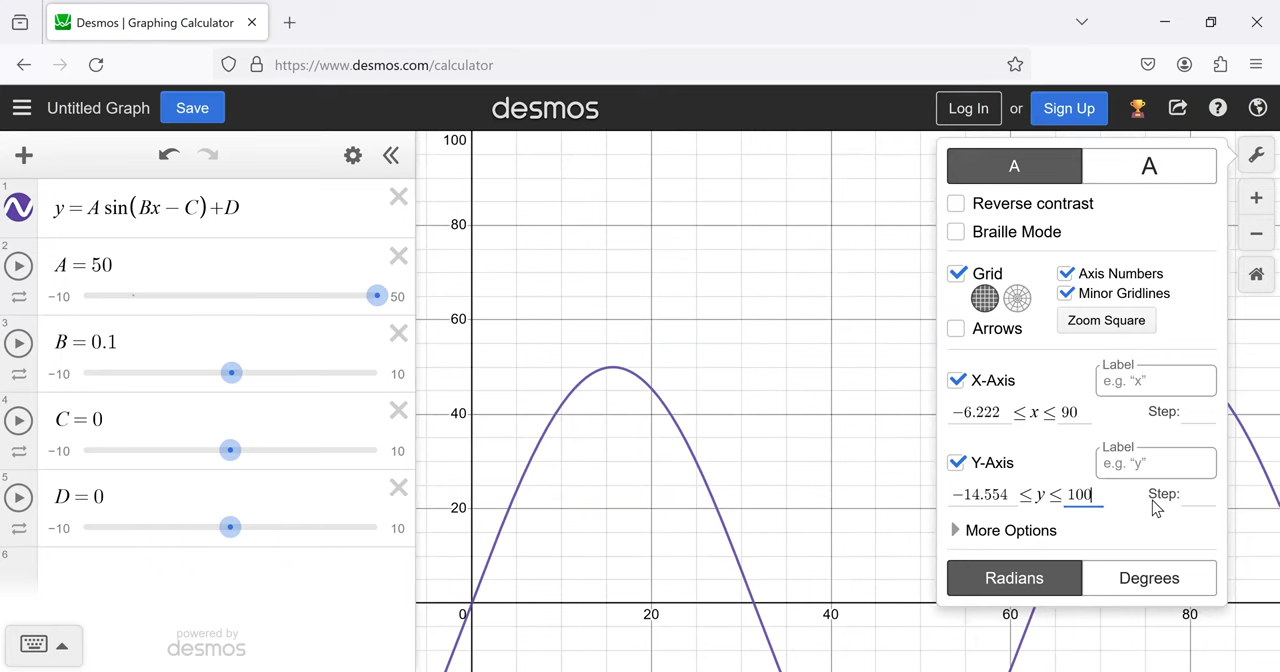 Desmos | Graphing Calculator
https://www.desmos.com/calculator
Untitled Graph Save desmos Log In or Sign Up
1 y = A sin(Bx − C)+D
2 A = 50
−10 50
3 B = 0.1
−10 10
4 C = 0
−10 10
5 D = 0
−10 10
6
powered by
desmos
100
80
60
40
20
0 20 40 60 80
A A
Reverse contrast
Braille Mode
Grid
Axis Numbers
Minor Gridlines
Arrows
Zoom Square
X-Axis
Label
e.g. “x”
−6.222 ≤ x ≤ 90 Step:
Y-Axis
Label
e.g. “y”
−14.554 ≤ y ≤ 100 Step:
More Options
Radians Degrees